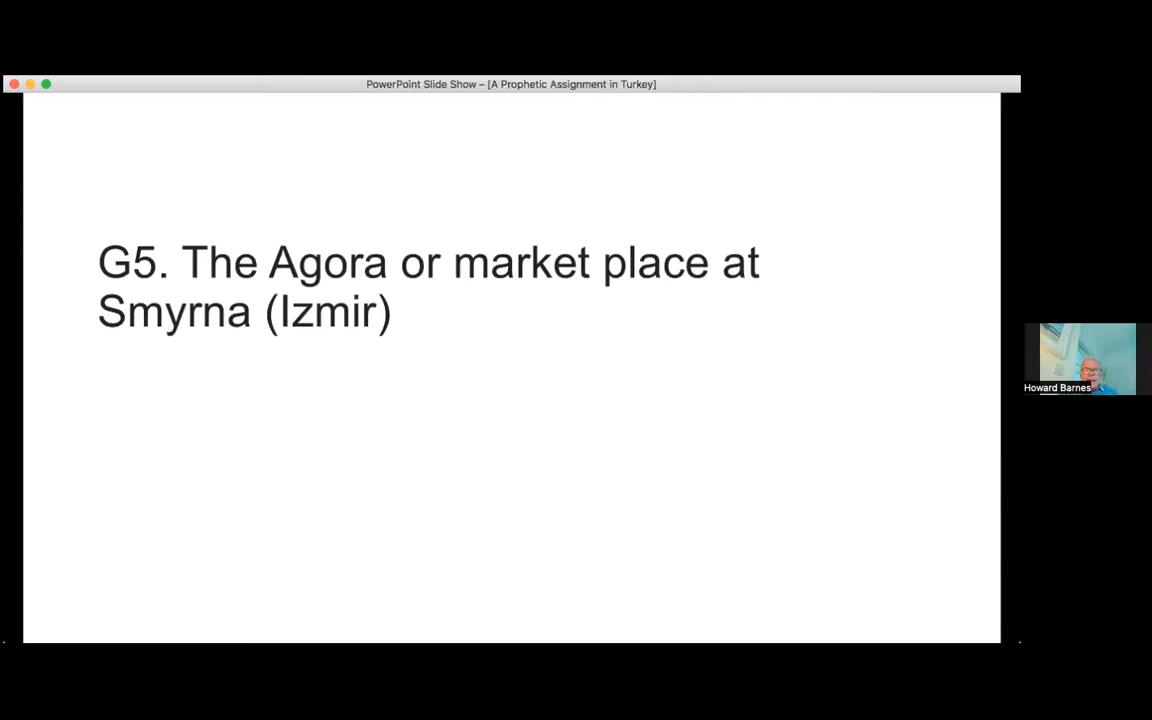 PowerPoint Slide Show – [A Prophetic Assignment in Turkey]
G5. The Agora or market place at
Smyrna (Izmir)
Howard Barnes